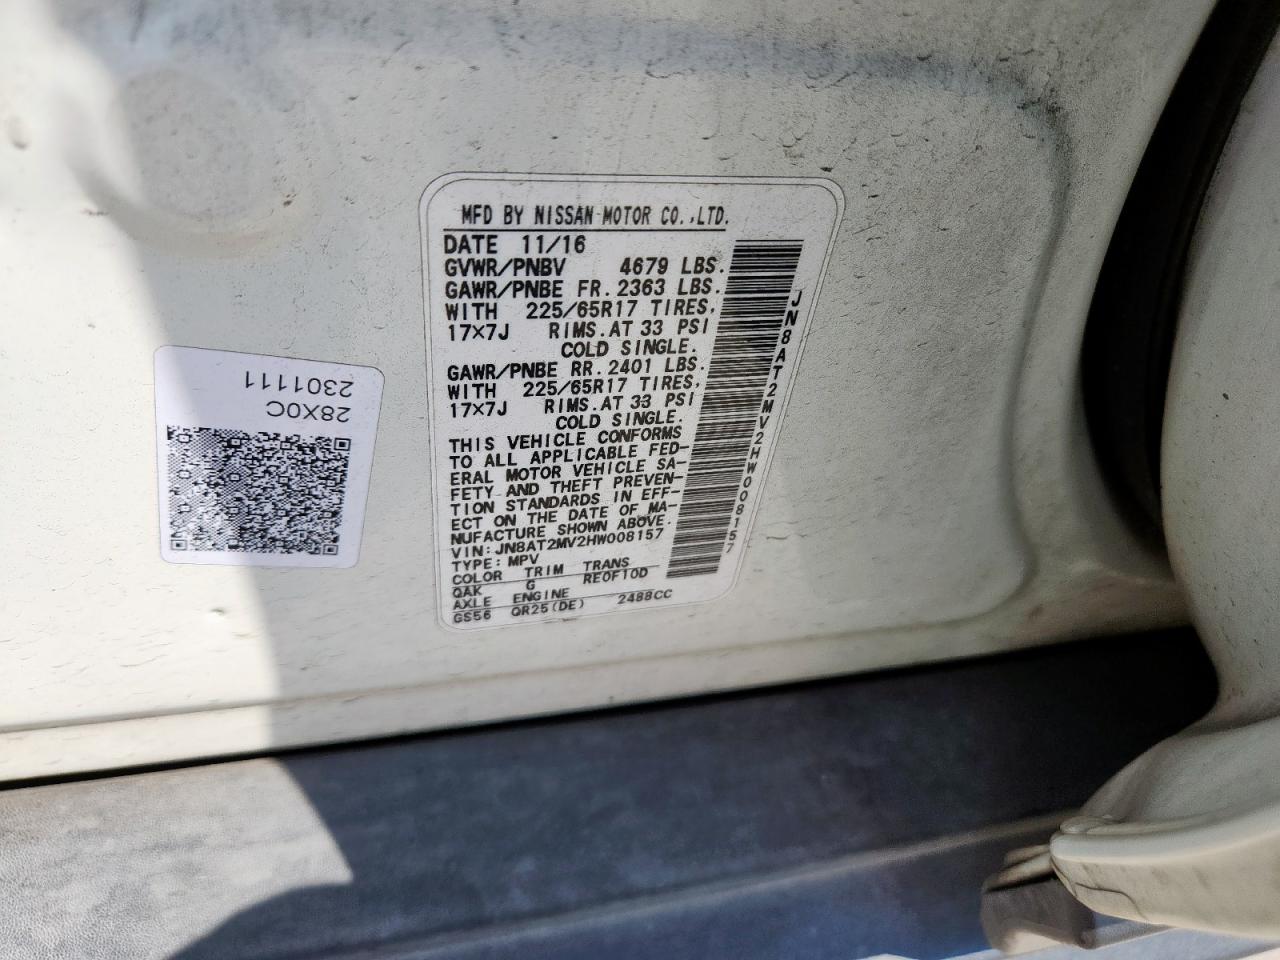 MFD BY NISSAN MOTOR CO.,LTD.
DATE 11/16
GVWR/PNBV 4679 LBS.
GAWR/PNBE FR. 2363 LBS.
WITH 225/65R17 TIRES,
17×7J RIMS. AT 33 PSI
COLD SINGLE.
GAWR/PNBE RR. 2401 LBS.
WITH 225/65R17 TIRES,
17×7J RIMS. AT 33 PSI
COLD SINGLE.
THIS VEHICLE CONFORMS
TO ALL APPLICABLE FED-
ERAL MOTOR VEHICLE SA-
FETY AND THEFT PREVEN-
TION STANDARDS IN EFF-
ECT ON THE DATE OF MA-
NUFACTURE SHOWN ABOVE.
VIN: JN8AT2MV2HW008157
TYPE: MPV
COLOR TRIM TRANS
QAK G RE0F10D
AXLE ENGINE
GS56 QR25(DE) 2488CC
JN8AT2MV2HW008157
28X0C
2301111